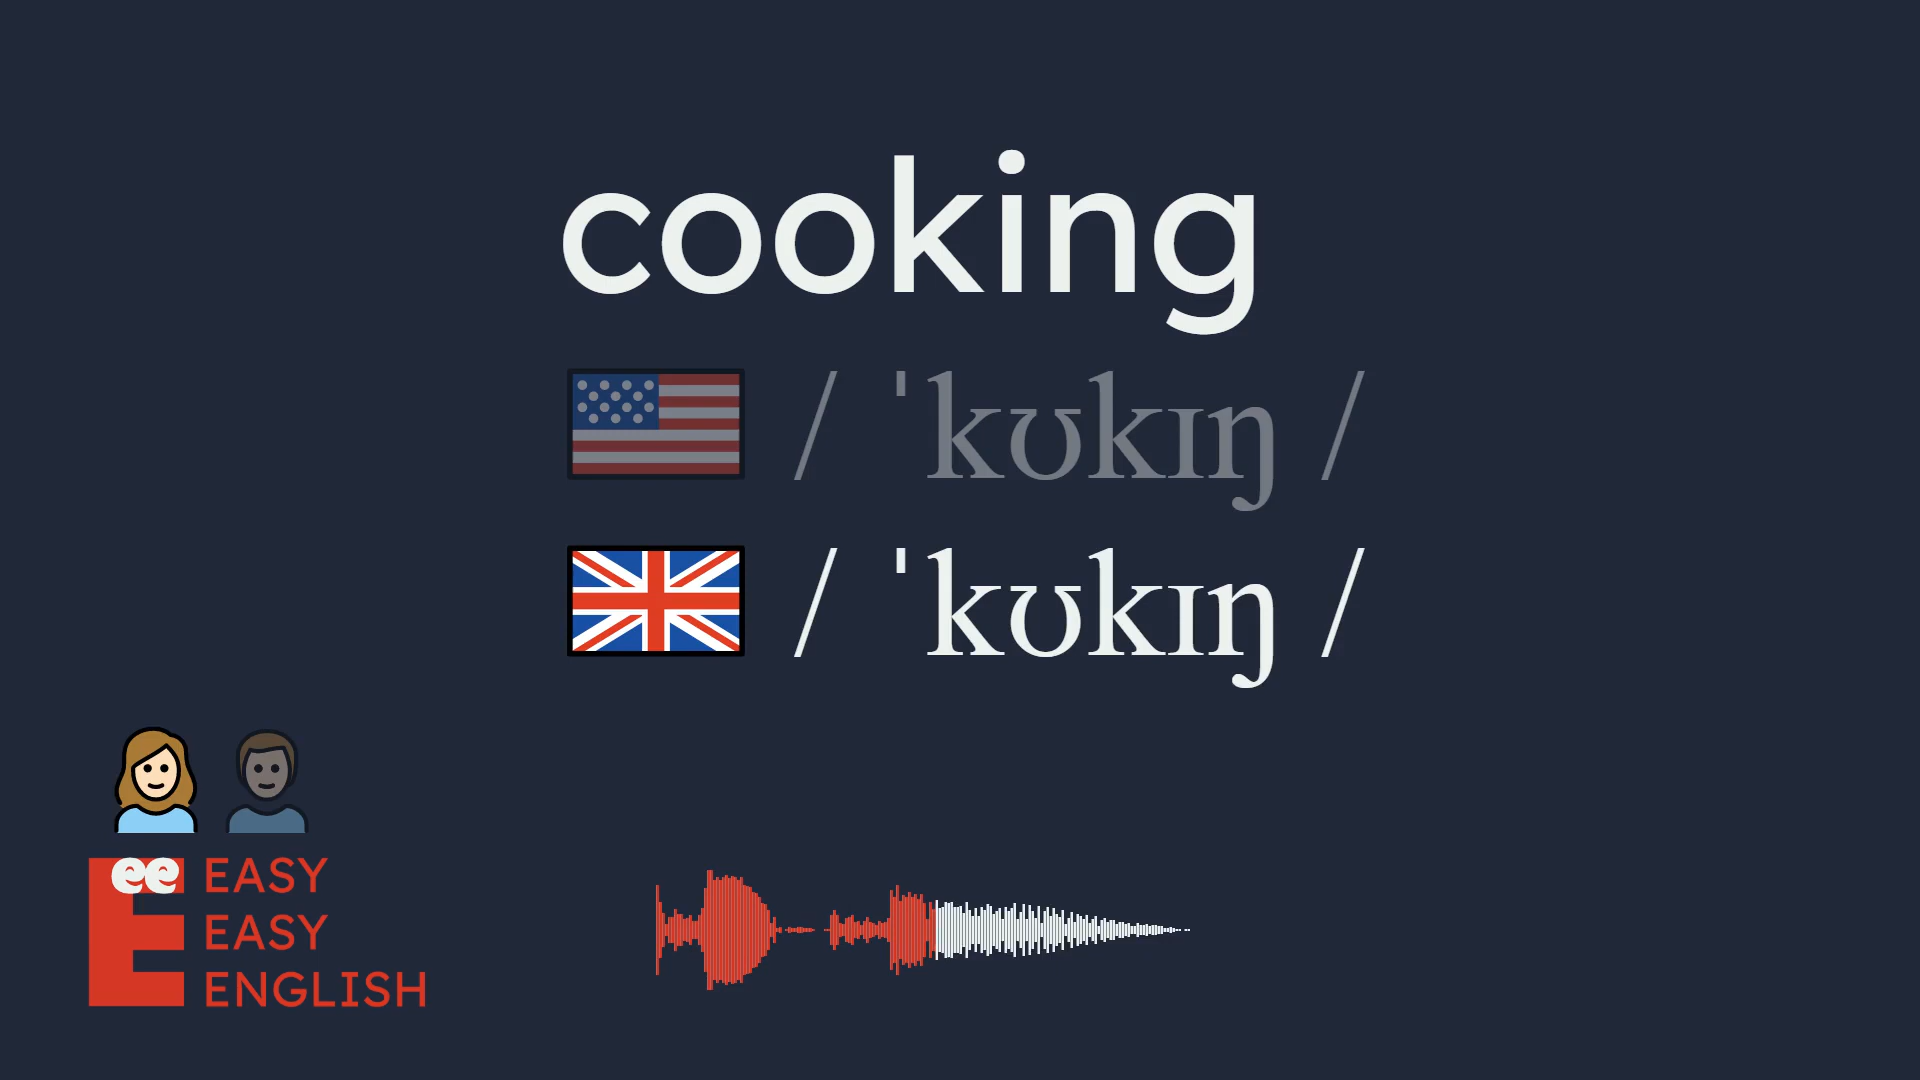 cooking
/ ˈkʊkɪŋ /
/ ˈkʊkɪŋ /
ee EASY
EASY
ENGLISH